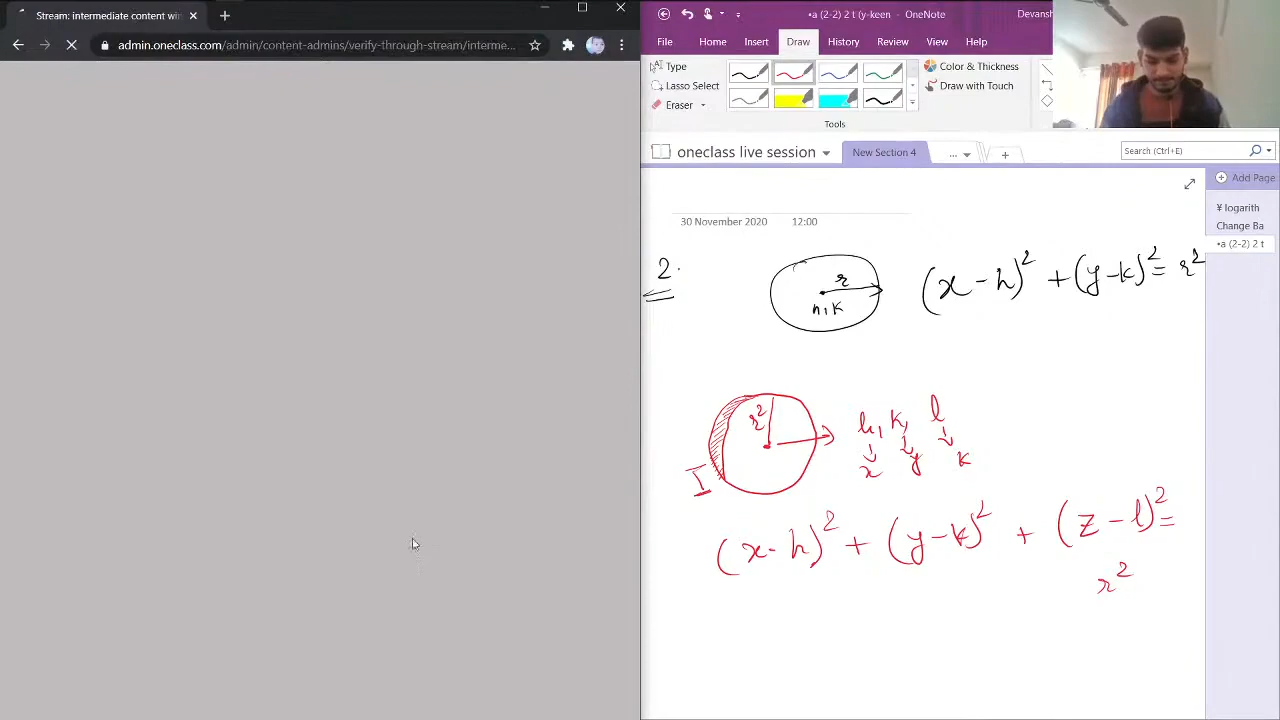 Stream: intermediate content wi
admin.oneclass.com/admin/content-admins/verify-through-stream/interme...
•a (2-2) 2 t (y-keen - OneNote
Devansh
File Home Insert Draw History Review View Help
Type
Lasso Select
Eraser
Color & Theckness
Draw with Touch
Tools
oneclass live session
New Section 4
...
Search (Ctrl+E)
Add Page
¥ logarith
Change Ba
•a (2-2) 2 t
30 November 2020 12:00
2.
r
h, k
(x-h)² + (y-k)² = r²
r²
I
h, k, l
x y k
(x-h)² + (y-k)² + (z-l)² =
r²